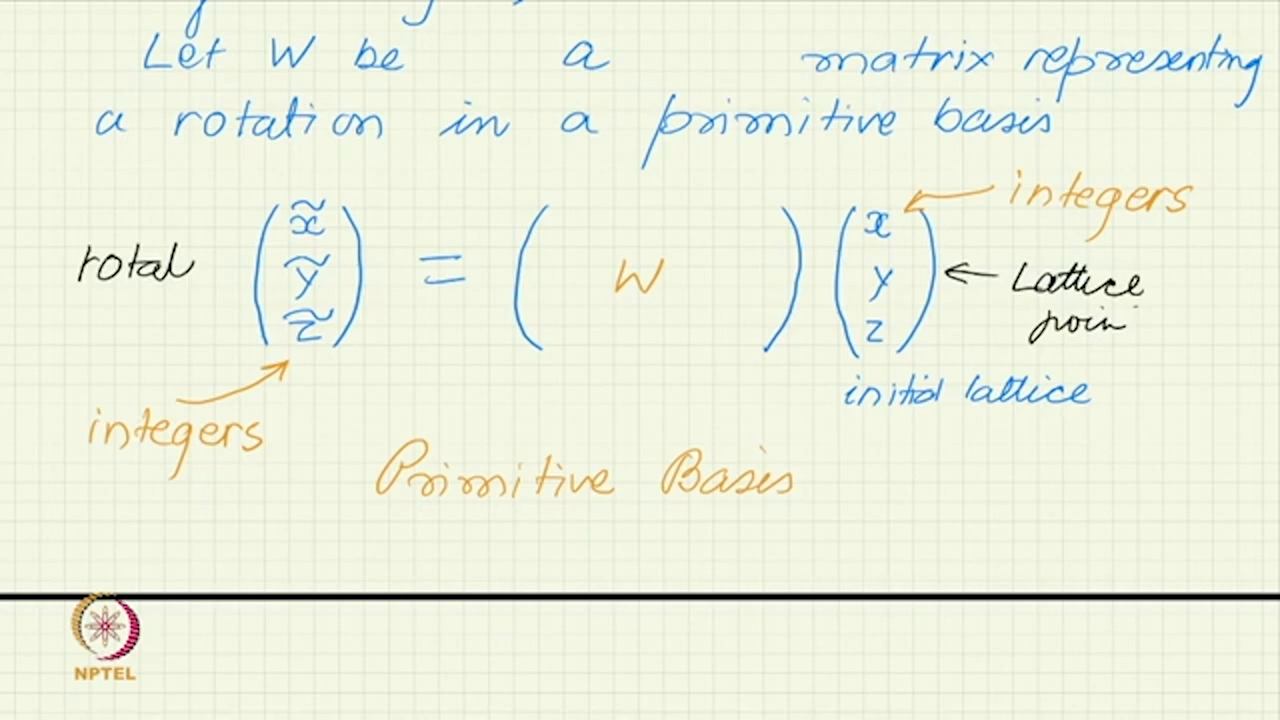 Let W be a matrix representing
a rotation in a primitive basis
integers
rotal
x̃
ỹ
z̃
=
W
x
y
z
Lattice
poin
initial lattice
integers
Primitive Basis
NPTEL